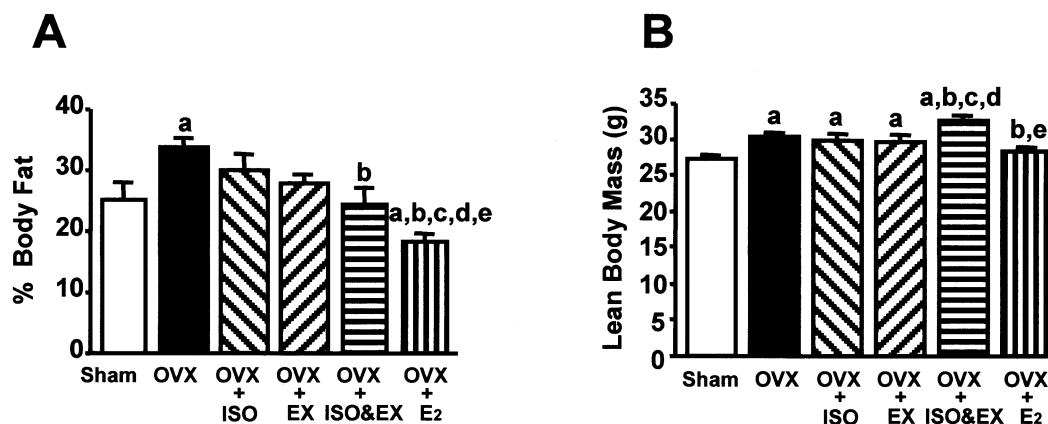 A
% Body Fat
40
30
20
10
0
a
b
a,b,c,d,e
Sham
OVX
OVX
+
ISO
OVX
+
EX
OVX
+
ISO&EX
OVX
+
E2
B
Lean Body Mass (g)
35
30
25
20
15
10
5
0
a
a
a
a,b,c,d
b,e
Sham
OVX
OVX
+
ISO
OVX
+
EX
OVX
+
ISO&EX
OVX
+
E2